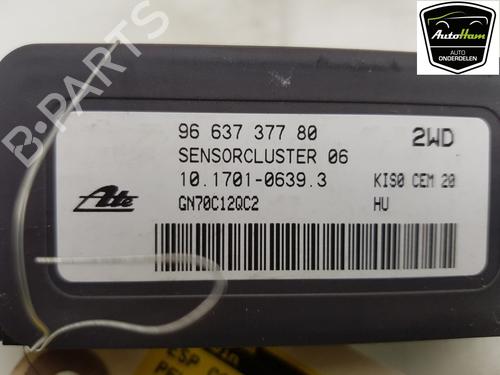 AutoHam
AUTO
ONDERDELEN
B-PARTS
96 637 377 80
2WD
SENSORCLUSTER 06
10.1701-0639.3
KIS0 CEM 20
Ate
GN70C12QC2
HU
ESP